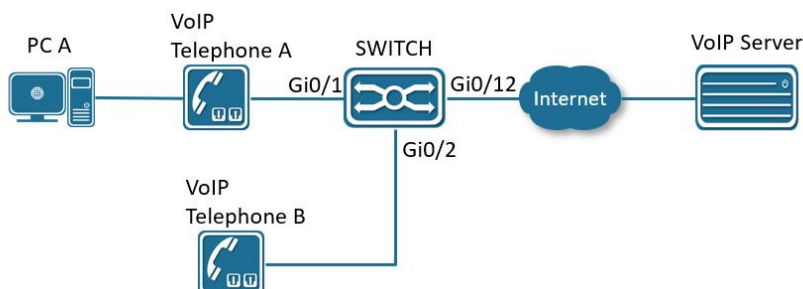 VoIP
Telephone A
PC A
SWITCH
VoIP Server
Gi0/1
Gi0/12
Internet
Gi0/2
VoIP
Telephone B